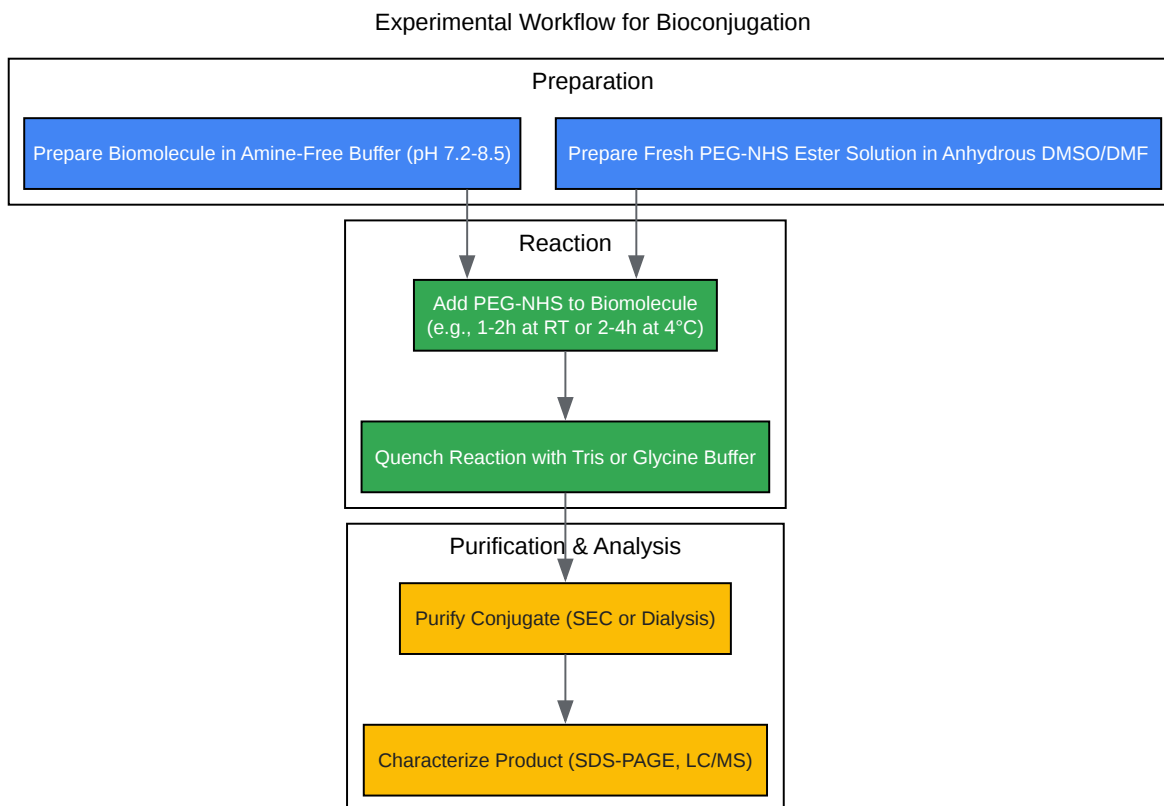 Experimental Workflow for Bioconjugation
Preparation
Prepare Biomolecule in Amine-Free Buffer (pH 7.2-8.5)
Prepare Fresh PEG-NHS Ester Solution in Anhydrous DMSO/DMF
Reaction
Add PEG-NHS to Biomolecule
(e.g., 1-2h at RT or 2-4h at 4°C)
Quench Reaction with Tris or Glycine Buffer
Purification & Analysis
Purify Conjugate (SEC or Dialysis)
Characterize Product (SDS-PAGE, LC/MS)